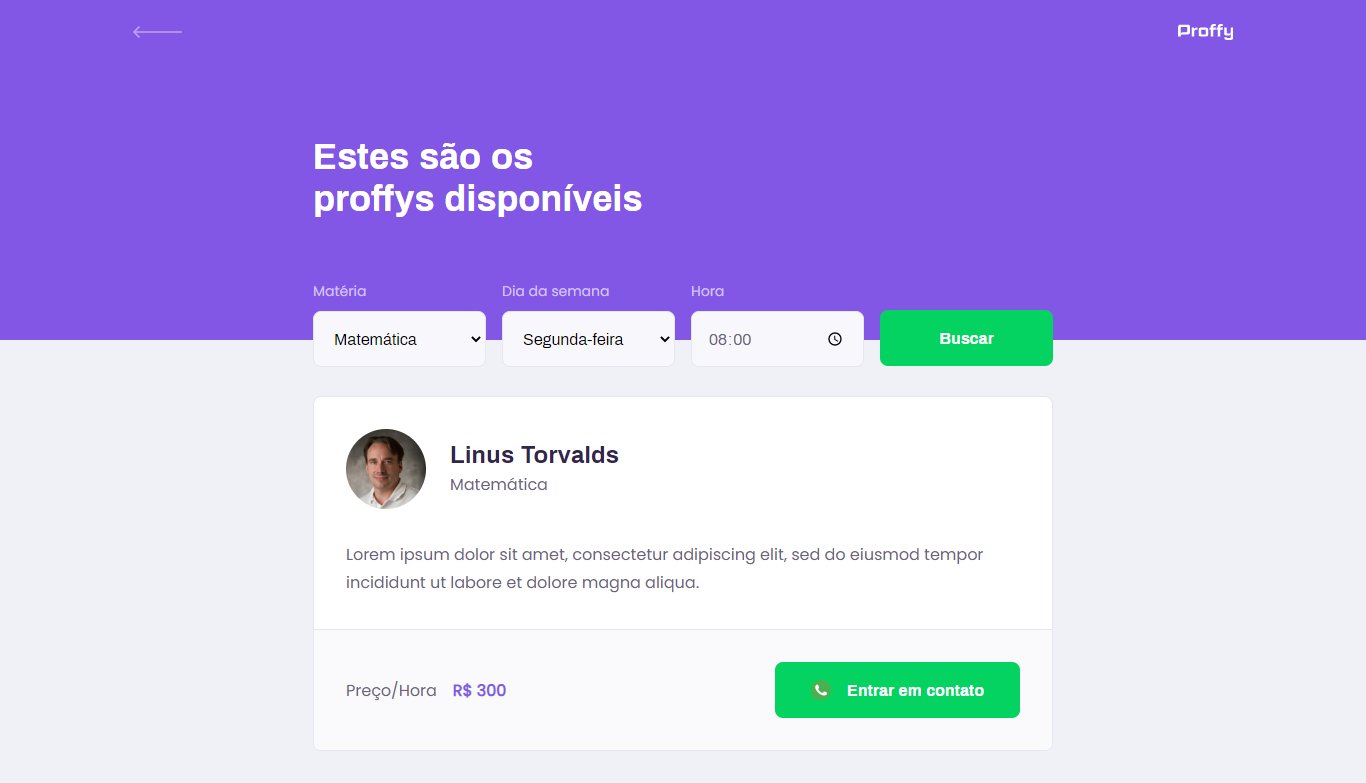 Proffy
Estes são os
proffys disponíveis
Matéria
Dia da semana
Hora
Matemática
Segunda-feira
08:00
Buscar
Linus Torvalds
Matemática
Lorem ipsum dolor sit amet, consectetur adipiscing elit, sed do eiusmod tempor
incididunt ut labore et dolore magna aliqua.
Preço/Hora R$ 300
Entrar em contato